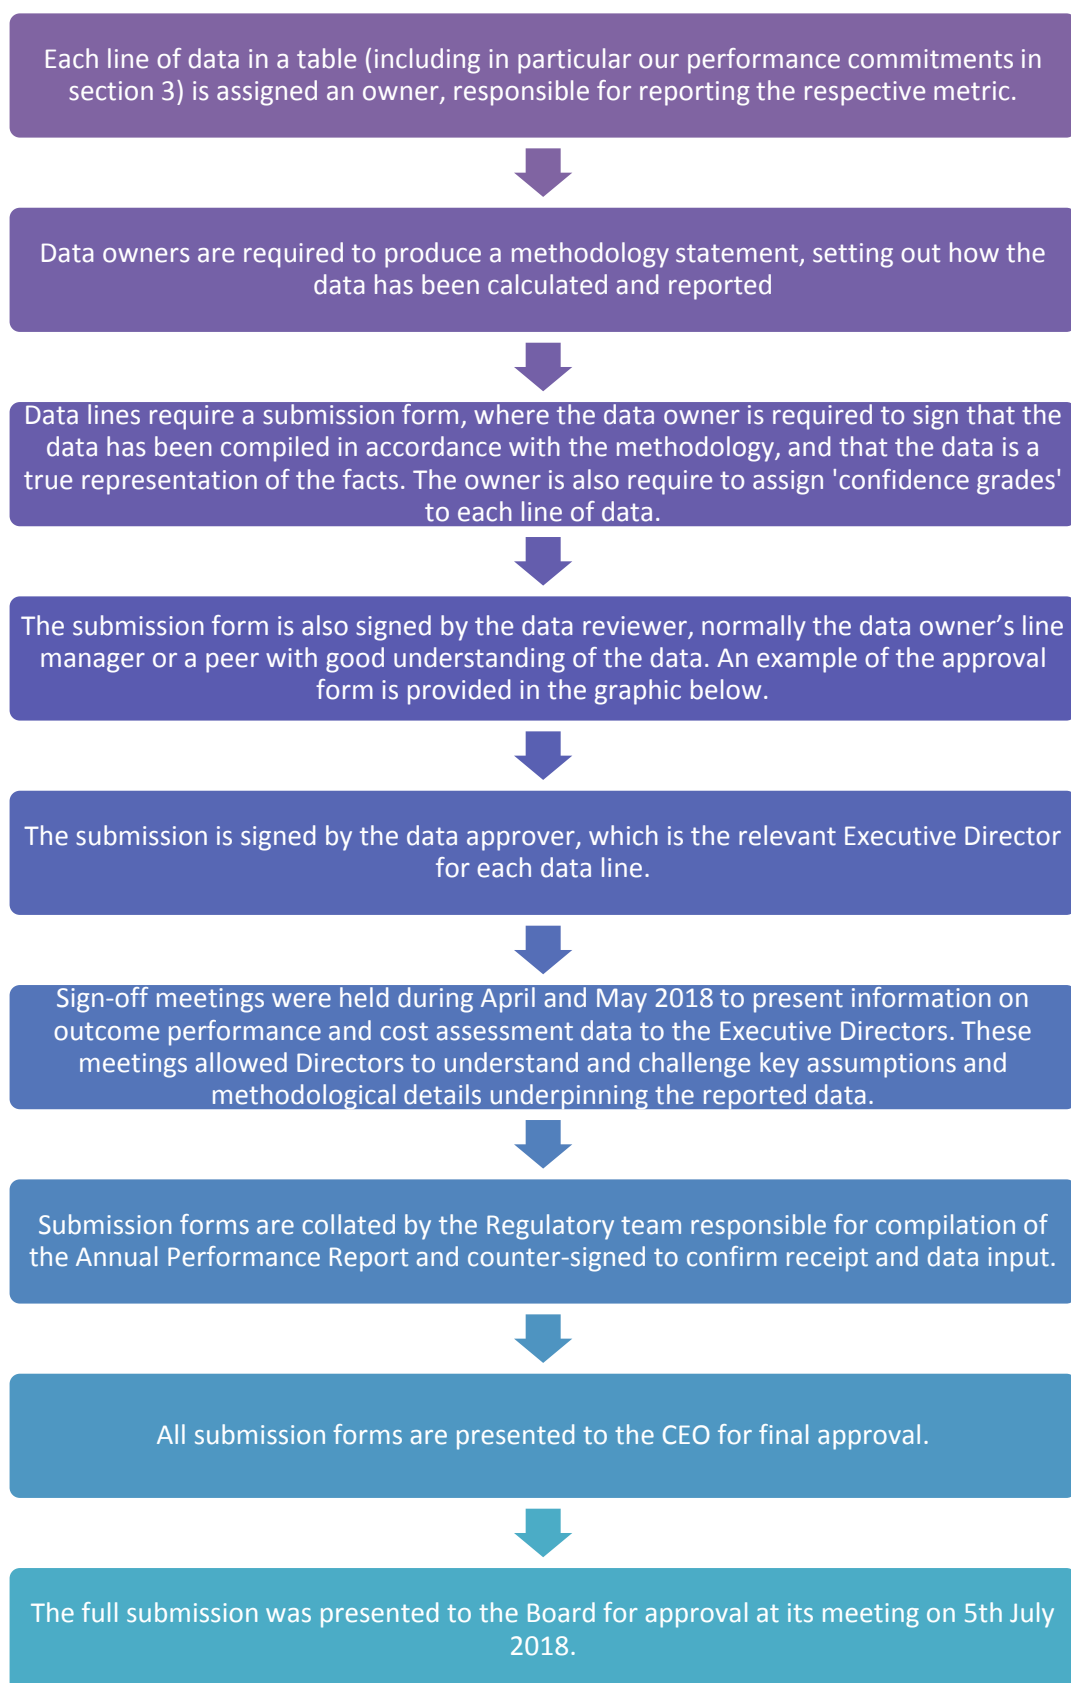 Each line of data in a table (including in particular our performance commitments in
section 3) is assigned an owner, responsible for reporting the respective metric.
Data owners are required to produce a methodology statement, setting out how the
data has been calculated and reported
Data lines require a submission form, where the data owner is required to sign that the
data has been compiled in accordance with the methodology, and that the data is a
true representation of the facts. The owner is also require to assign 'confidence grades'
to each line of data.
The submission form is also signed by the data reviewer, normally the data owner’s line
manager or a peer with good understanding of the data. An example of the approval
form is provided in the graphic below.
The submission is signed by the data approver, which is the relevant Executive Director
for each data line.
Sign-off meetings were held during April and May 2018 to present information on
outcome performance and cost assessment data to the Executive Directors. These
meetings allowed Directors to understand and challenge key assumptions and
methodological details underpinning the reported data.
Submission forms are collated by the Regulatory team responsible for compilation of
the Annual Performance Report and counter-signed to confirm receipt and data input.
All submission forms are presented to the CEO for final approval.
The full submission was presented to the Board for approval at its meeting on 5th July
2018.